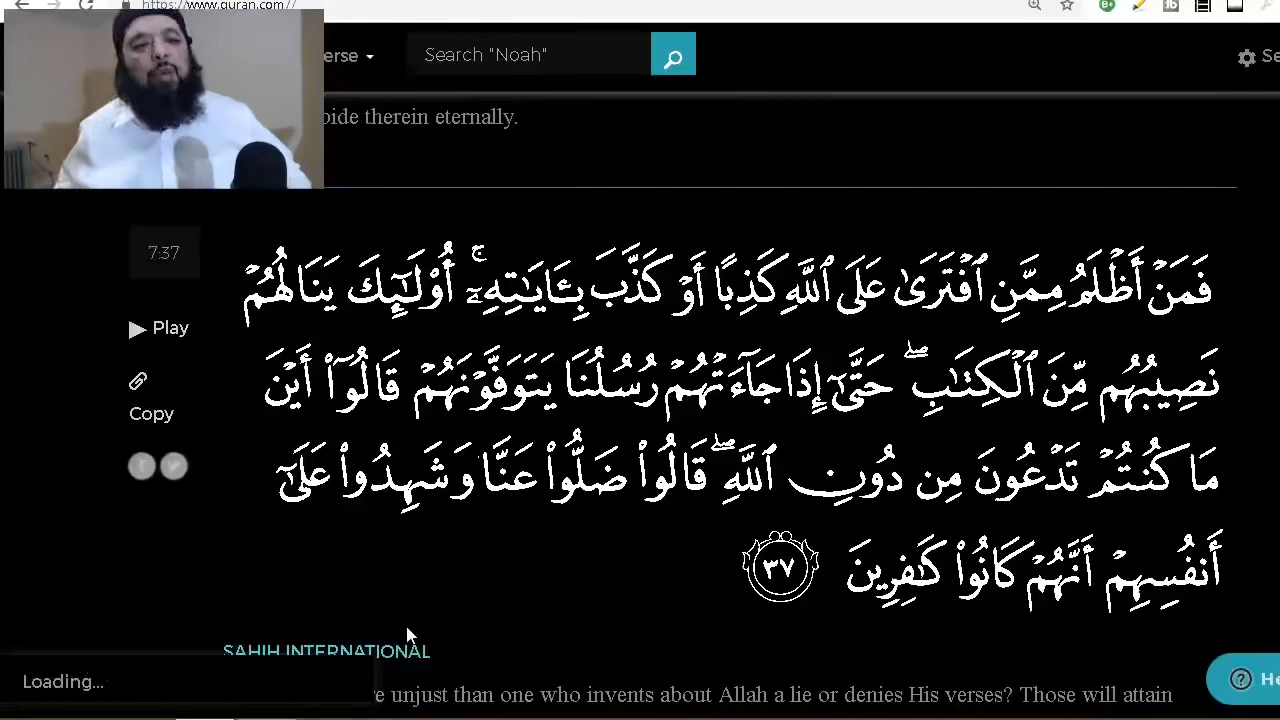 https://www.quran.com//
erse
Search "Noah"
Se
bide therein eternally.
7:37
فَمَنۡ أَظۡلَمُ مِمَّنِ ٱفۡتَرَىٰ عَلَى ٱللَّهِ كَذِبًا أَوۡ كَذَّبَ بِـَٔايَـٰتِهِۦٓۚ أُوْلَـٰٓئِكَ يَنَالُهُمۡ
نَصِيبُهُم مِّنَ ٱلۡكِتَـٰبِۖ حَتَّىٰٓ إِذَا جَآءَتۡهُمۡ رُسُلُنَا يَتَوَفَّوۡنَهُمۡ قَالُوٓاْ أَيۡنَ
مَا كُنتُمۡ تَدۡعُونَ مِن دُونِ ٱللَّهِۖ قَالُواْ ضَلُّواْ عَنَّا وَشَهِدُواْ عَلَىٰٓ
أَنفُسِهِمۡ أَنَّهُمۡ كَانُواْ كَـٰفِرِينَ ٣٧
Play
Copy
SAHIH INTERNATIONAL
Loading...
e unjust than one who invents about Allah a lie or denies His verses? Those will attain
He